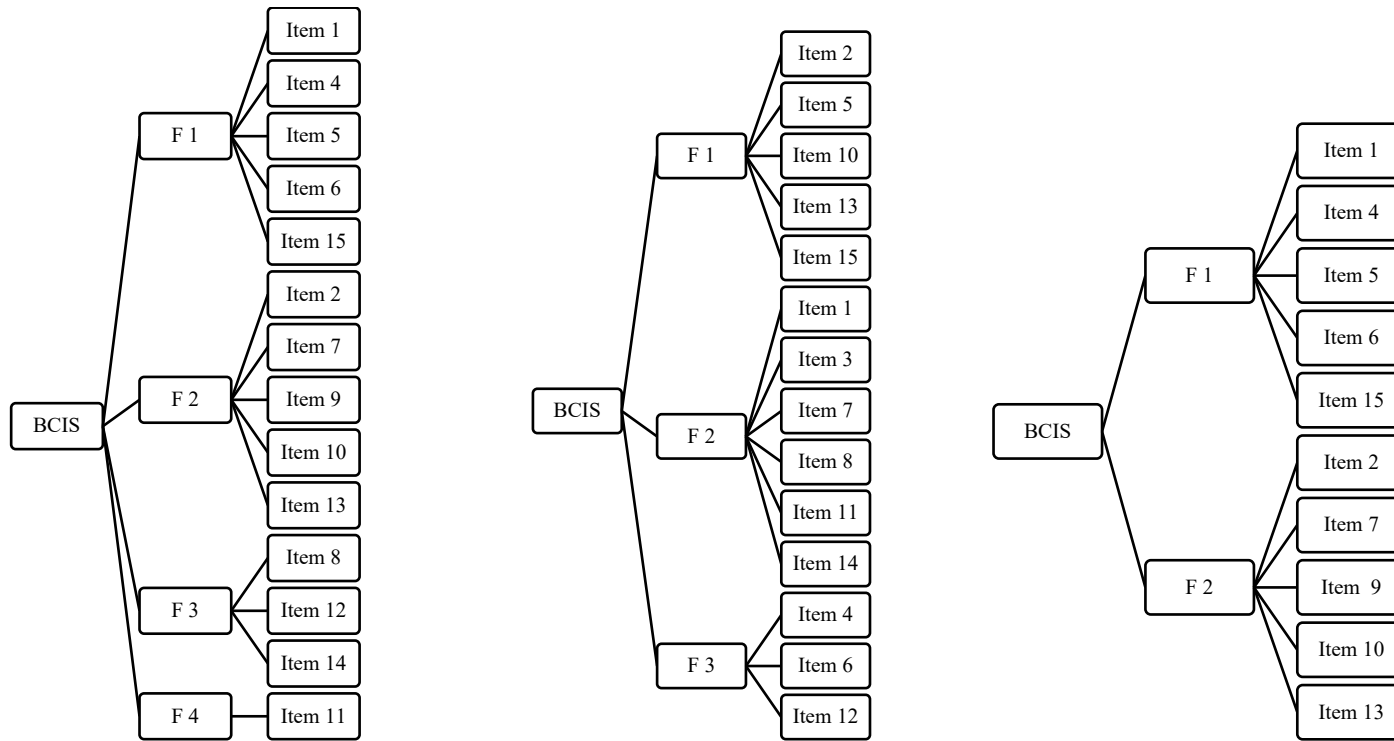 BCIS
F 1
Item 1
Item 4
Item 5
Item 6
Item 15
F 2
Item 2
Item 7
Item 9
Item 10
Item 13
F 3
Item 8
Item 12
Item 14
F 4
Item 11
BCIS
F 1
Item 2
Item 5
Item 10
Item 13
Item 15
F 2
Item 1
Item 3
Item 7
Item 8
Item 11
Item 14
F 3
Item 4
Item 6
Item 12
BCIS
F 1
Item 1
Item 4
Item 5
Item 6
Item 15
F 2
Item 2
Item 7
Item 9
Item 10
Item 13